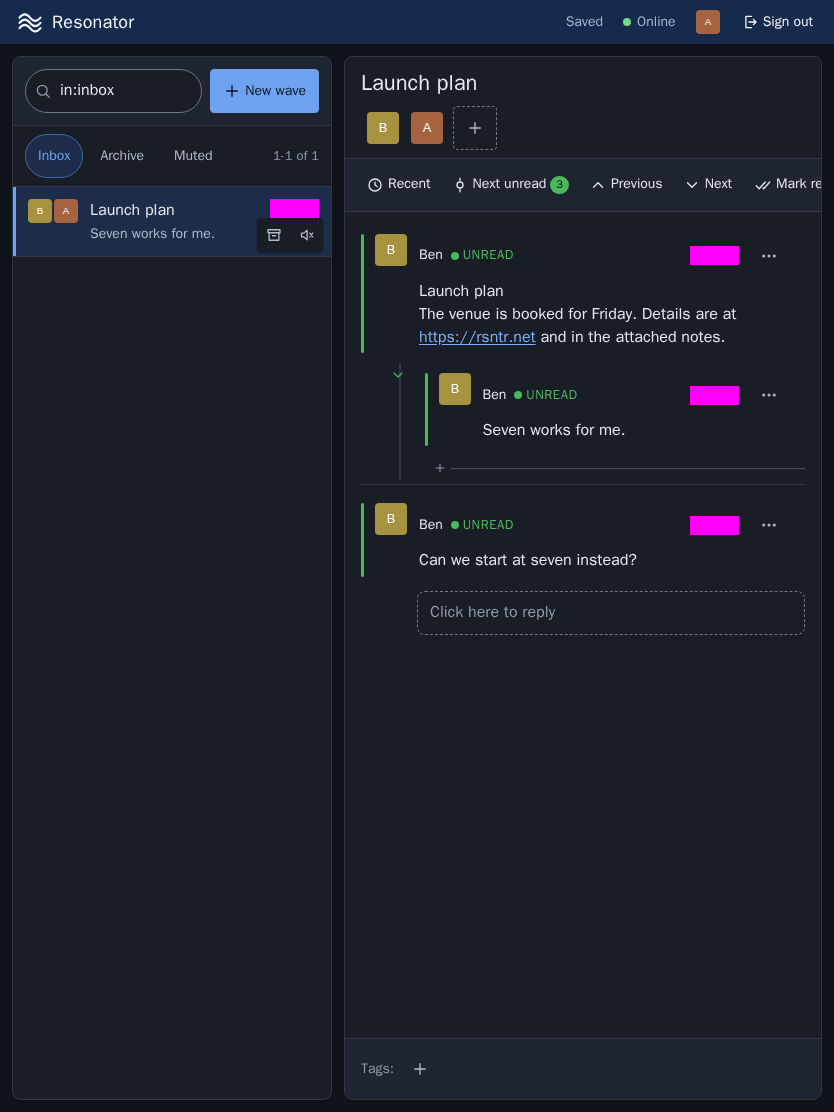 Resonator
Saved
Online
A
Sign out
in:inbox
New wave
Inbox
Archive
Muted
1-1 of 1
B
A
Launch plan
Seven works for me.
Launch plan
B
A
Recent
Next unread 3
Previous
Next
Mark re
B
Ben
UNREAD
Launch plan
The venue is booked for Friday. Details are at
https://rsntr.net and in the attached notes.
B
Ben
UNREAD
Seven works for me.
B
Ben
UNREAD
Can we start at seven instead?
Click here to reply
Tags: